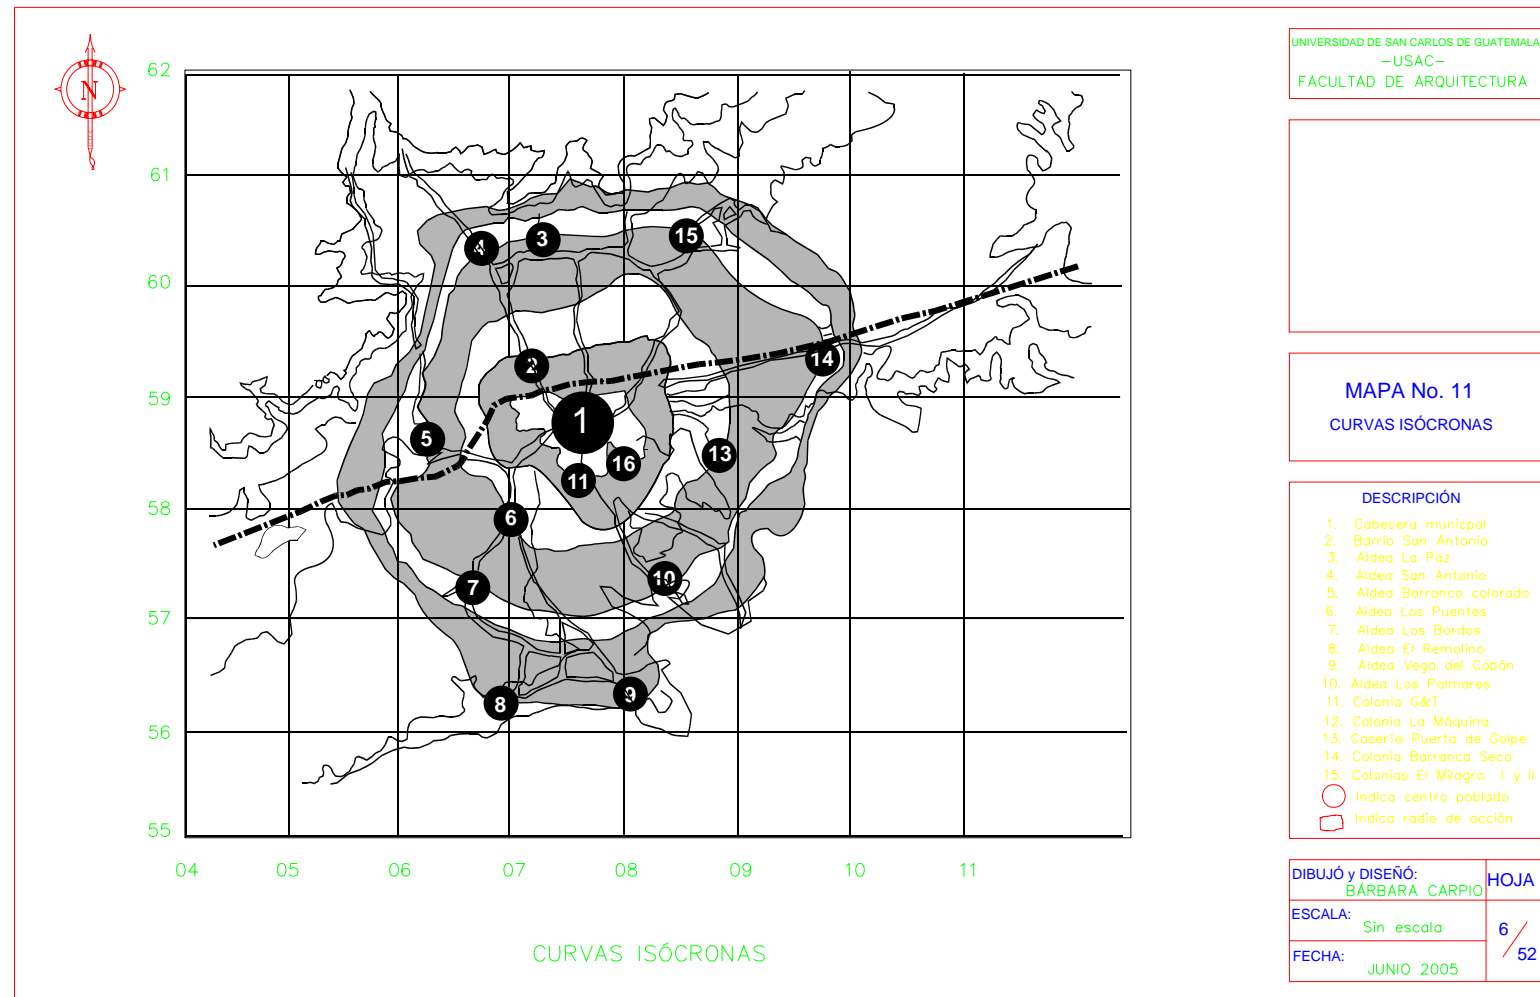 N
62
61
60
59
58
57
56
55
04 05 06 07 08 09 10 11
1
2
3
4
5
6
7
8
9
10
11
13
14
15
16
CURVAS ISÓCRONAS
UNIVERSIDAD DE SAN CARLOS DE GUATEMALA
-USAC-
FACULTAD DE ARQUITECTURA
MAPA No. 11
CURVAS ISÓCRONAS
DESCRIPCIÓN
1. Cabecera municpal
2. Barrio San Antonio
3. Aldea La Paz
4. Aldea San Antonio
5. Aldea Barranco colorado
6. Aldea Las Puentes
7. Aldea Los Bordos
8. Aldea El Remolino
9. Aldea Vega del Cobán
10. Aldea Los Palmares
11. Colonia G&T
12. Colonia La Máquina
13. Caserío Puerta de Golpe
14. Colonia Barranca Seca
15. Colonias El Milagro I y II
Indica centro poblado
Indica radio de acción
DIBUJÓ y DISEÑÓ:
BÁRBARA CARPIO
HOJA
ESCALA:
Sin escala
6/52
FECHA:
JUNIO 2005